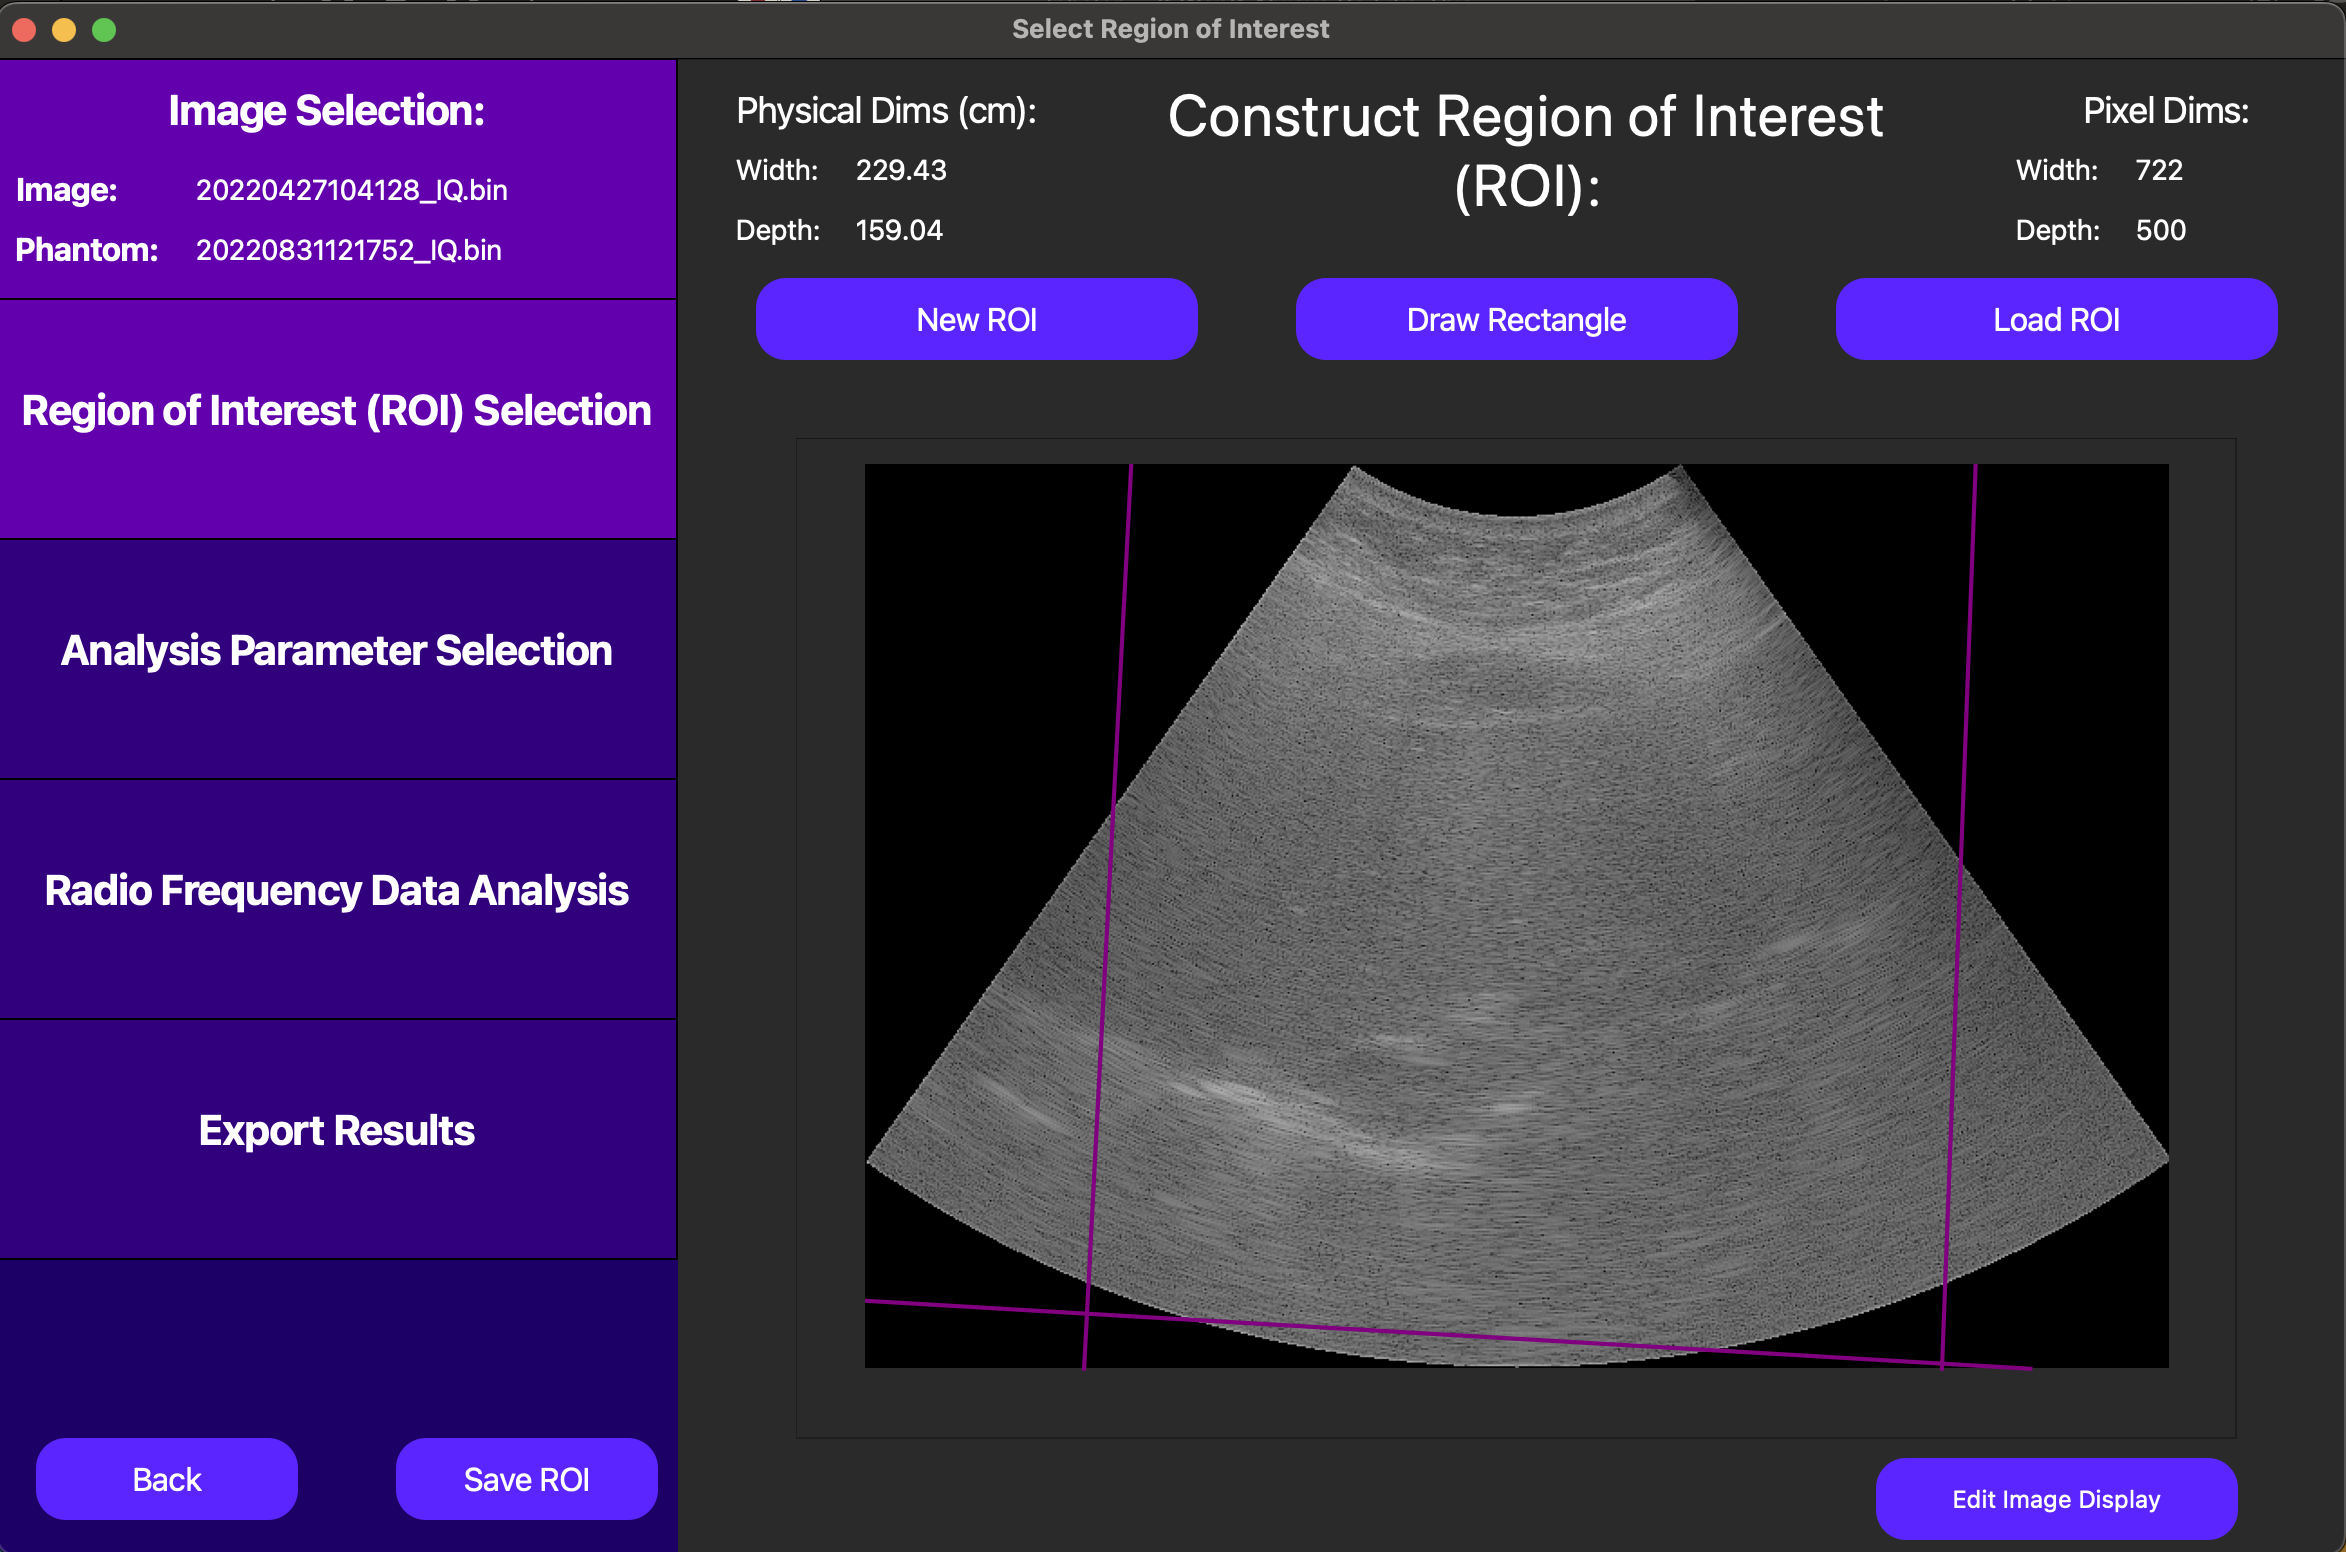 Select Region of Interest
Image Selection:
Image: 20220427104128_IQ.bin
Phantom: 20220831121752_IQ.bin
Region of Interest (ROI) Selection
Analysis Parameter Selection
Radio Frequency Data Analysis
Export Results
Back
Save ROI
Physical Dims (cm):
Width: 229.43
Depth: 159.04
Construct Region of Interest
(ROI):
Pixel Dims:
Width: 722
Depth: 500
New ROI
Draw Rectangle
Load ROI
Edit Image Display